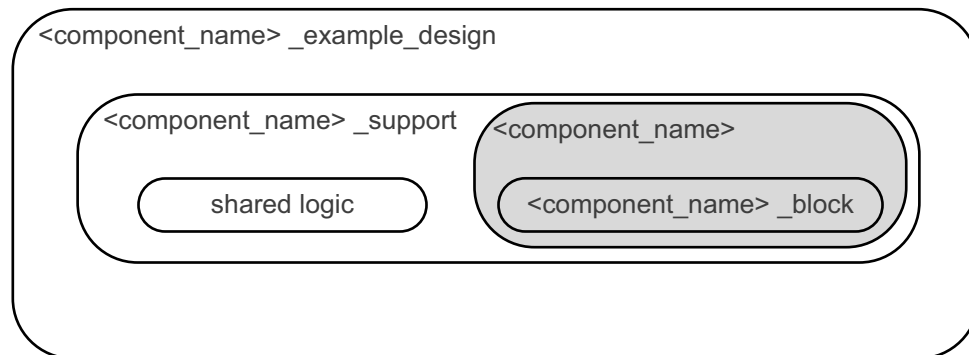 <component_name> _example_design
<component_name> _support
<component_name>
shared logic
<component_name> _block